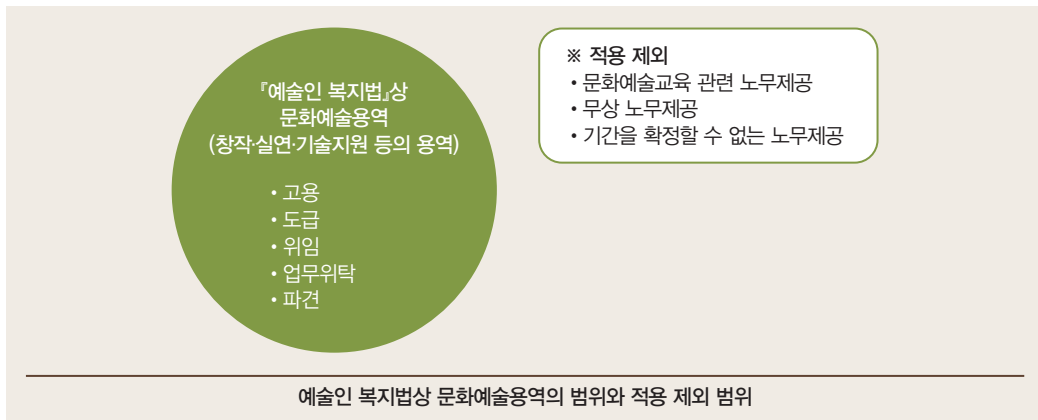 『예술인 복지법』상
문화예술용역
(창작·실연·기술지원 등의 용역)
• 고용
• 도급
• 위임
• 업무위탁
• 파견
※ 적용 제외
• 문화예술교육 관련 노무제공
• 무상 노무제공
• 기간을 확정할 수 없는 노무제공
예술인 복지법상 문화예술용역의 범위와 적용 제외 범위